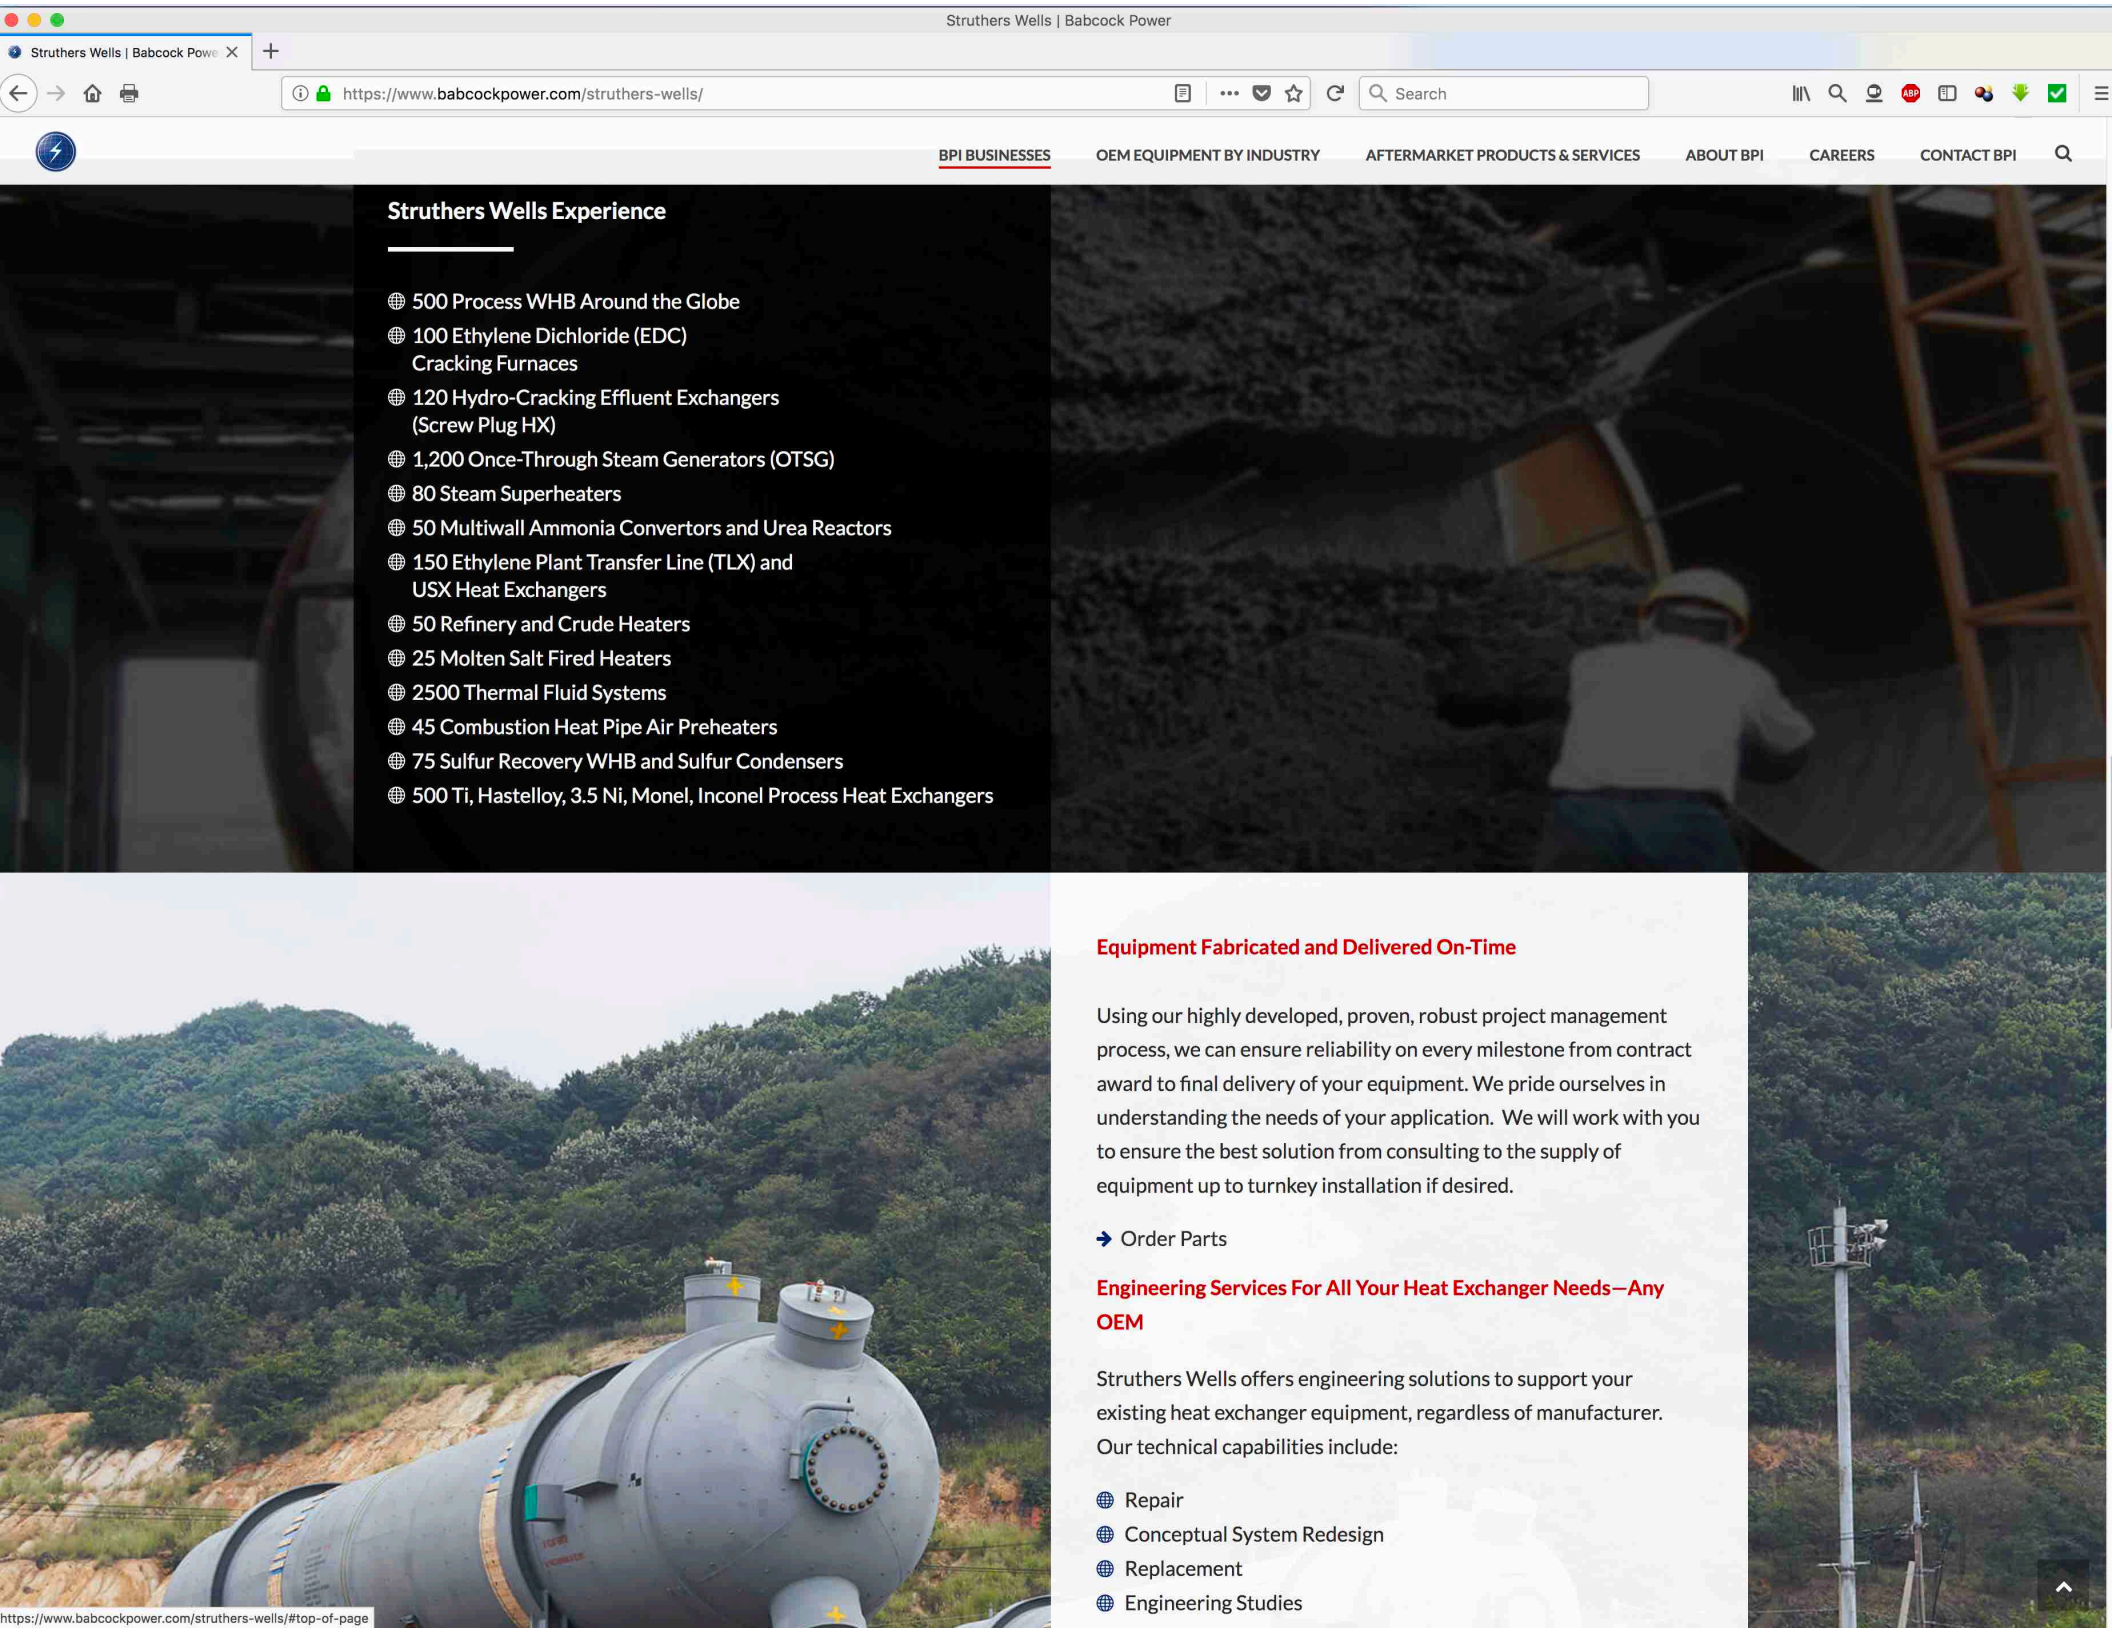 Struthers Wells | Babcock Power
Struthers Wells | Babcock Powe
https://www.babcockpower.com/struthers-wells/
Search
ABP
BPI BUSINESSES
OEM EQUIPMENT BY INDUSTRY
AFTERMARKET PRODUCTS & SERVICES
ABOUT BPI
CAREERS
CONTACT BPI
Struthers Wells Experience
500 Process WHB Around the Globe
100 Ethylene Dichloride (EDC)
Cracking Furnaces
120 Hydro-Cracking Effluent Exchangers
(Screw Plug HX)
1,200 Once-Through Steam Generators (OTSG)
80 Steam Superheaters
50 Multiwall Ammonia Convertors and Urea Reactors
150 Ethylene Plant Transfer Line (TLX) and
USX Heat Exchangers
50 Refinery and Crude Heaters
25 Molten Salt Fired Heaters
2500 Thermal Fluid Systems
45 Combustion Heat Pipe Air Preheaters
75 Sulfur Recovery WHB and Sulfur Condensers
500 Ti, Hastelloy, 3.5 Ni, Monel, Inconel Process Heat Exchangers
Equipment Fabricated and Delivered On-Time
Using our highly developed, proven, robust project management
process, we can ensure reliability on every milestone from contract
award to final delivery of your equipment. We pride ourselves in
understanding the needs of your application. We will work with you
to ensure the best solution from consulting to the supply of
equipment up to turnkey installation if desired.
Order Parts
Engineering Services For All Your Heat Exchanger Needs—Any
OEM
Struthers Wells offers engineering solutions to support your
existing heat exchanger equipment, regardless of manufacturer.
Our technical capabilities include:
Repair
Conceptual System Redesign
Replacement
Engineering Studies
https://www.babcockpower.com/struthers-wells/#top-of-page